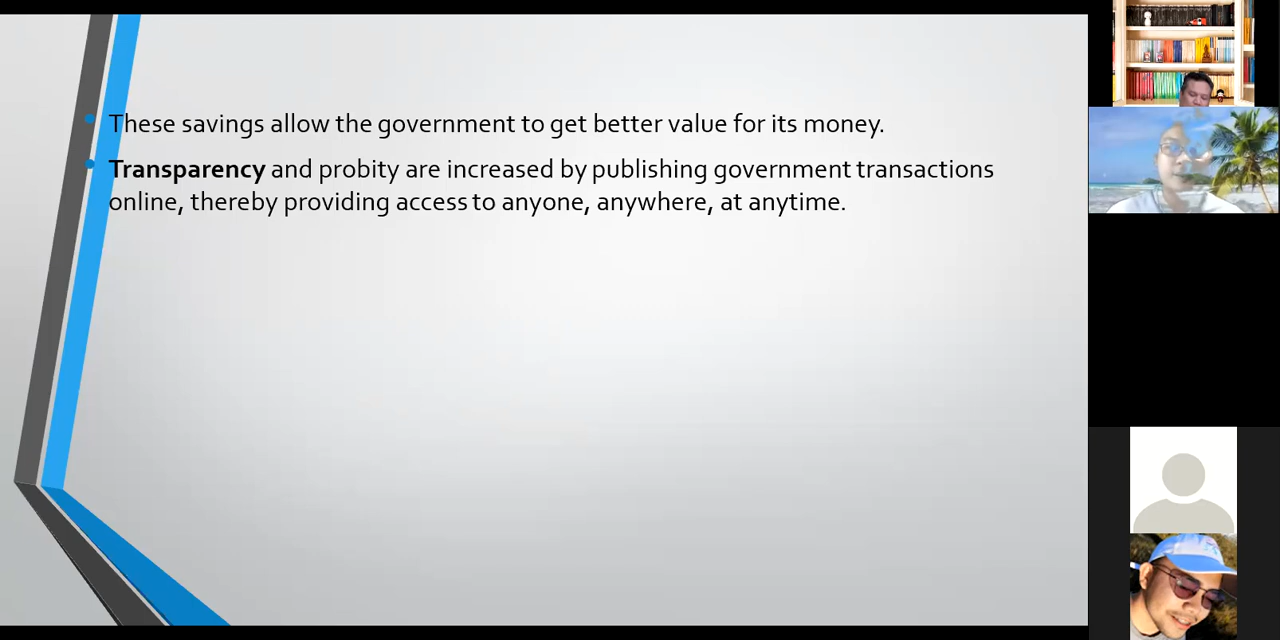 These savings allow the government to get better value for its money.
Transparency and probity are increased by publishing government transactions
online, thereby providing access to anyone, anywhere, at anytime.